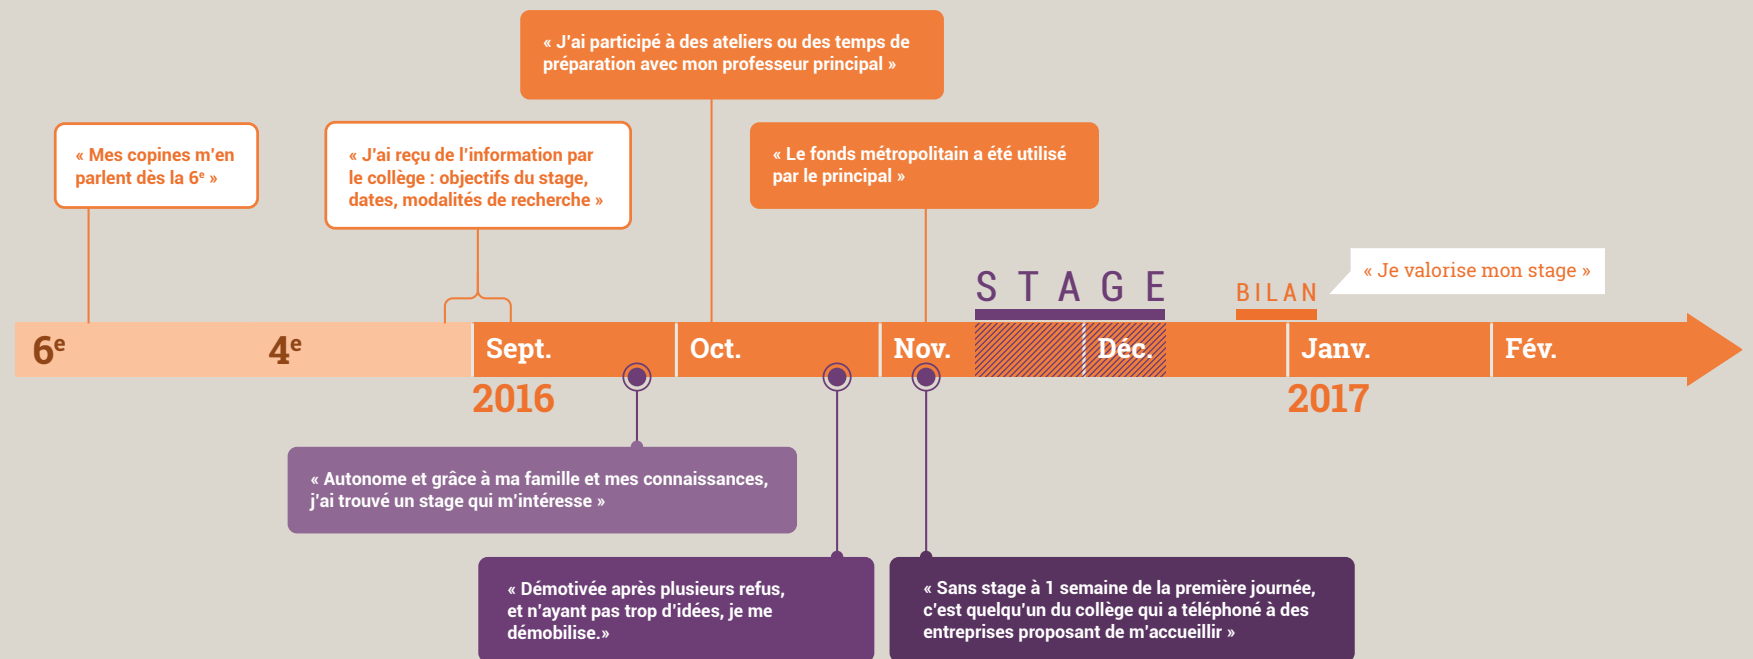 « J’ai participé à des ateliers ou des temps de
préparation avec mon professeur principal »
« Mes copines m’en
parlent dès la 6e »
« J’ai reçu de l’information par
le collège : objectifs du stage,
dates, modalités de recherche »
« Le fonds métropolitain a été utilisé
par le principal »
STAGE
BILAN
« Je valorise mon stage »
6e
4e
Sept.
Oct.
Nov.
Déc.
Janv.
Fév.
2016
2017
« Autonome et grâce à ma famille et mes connaissances,
j’ai trouvé un stage qui m’intéresse »
« Démotivée après plusieurs refus,
et n’ayant pas trop d’idées, je me
démobilise.»
« Sans stage à 1 semaine de la première journée,
c’est quelqu’un du collège qui a téléphoné à des
entreprises proposant de m’accueillir »